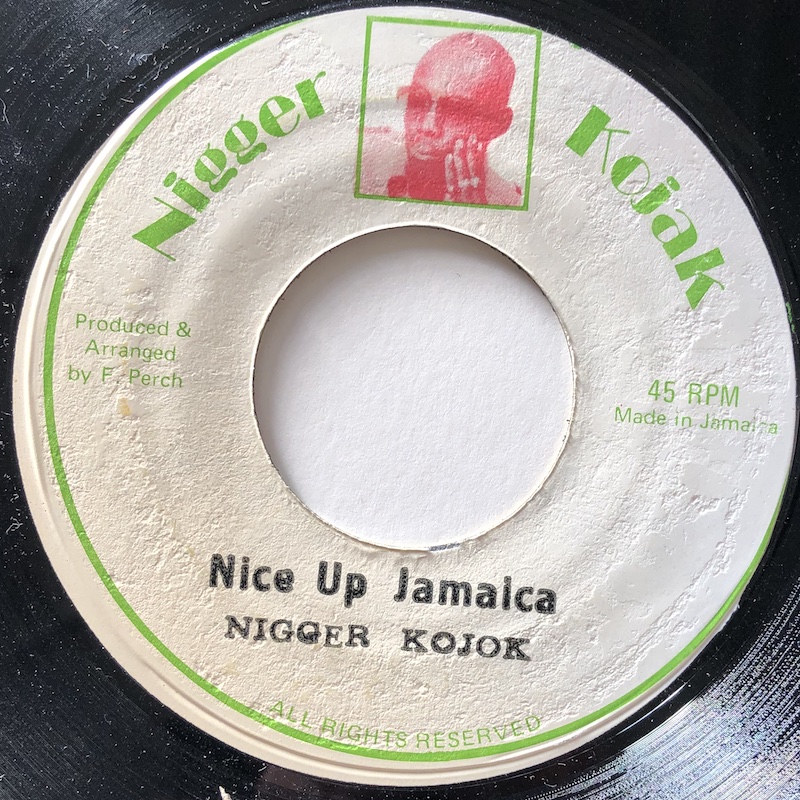 Nigger Kojak
Produced &
Arranged
by F. Perch
45 RPM
Made in Jamaica
Nice Up Jamaica
NIGGER KOJOK
ALL RIGHTS RESERVED